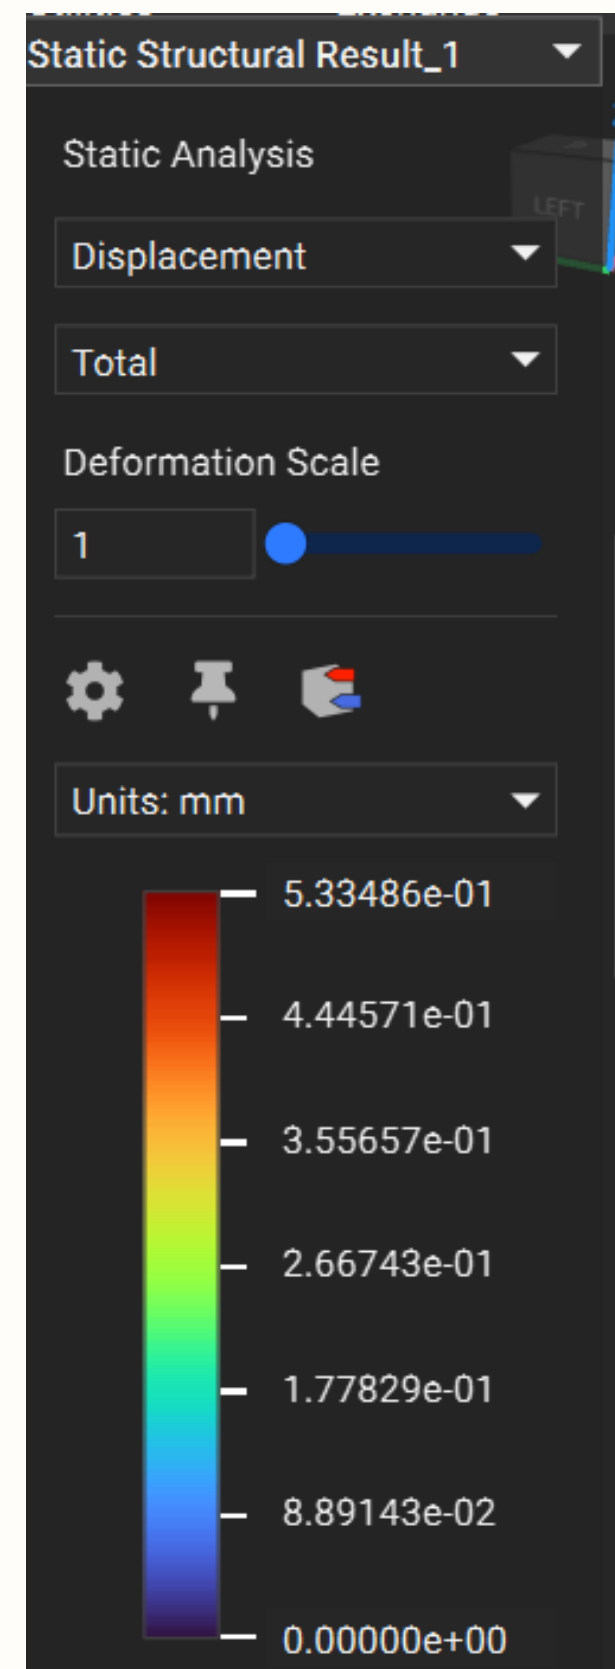 Static Structural Result_1
Static Analysis
LEFT
Displacement
Total
Deformation Scale
1
Units: mm
5.33486e-01
4.44571e-01
3.55657e-01
2.66743e-01
1.77829e-01
8.89143e-02
0.00000e+00